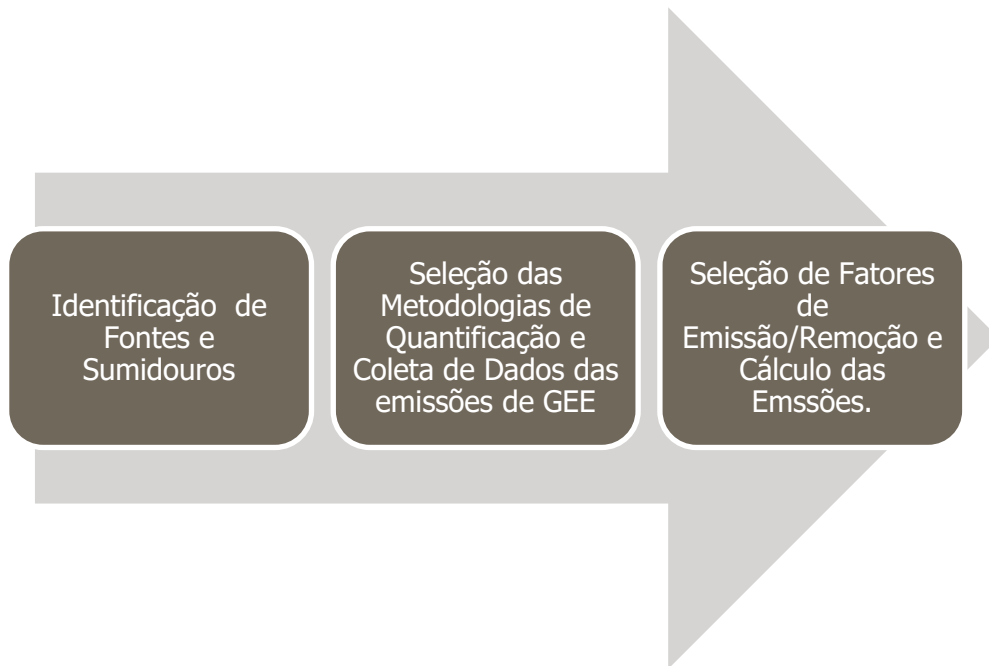 Identificação de
Fontes e
Sumidouros
Seleção das
Metodologias de
Quantificação e
Coleta de Dados das
emissões de GEE
Seleção de Fatores
de
Emissão/Remoção e
Cálculo das
Emssões.